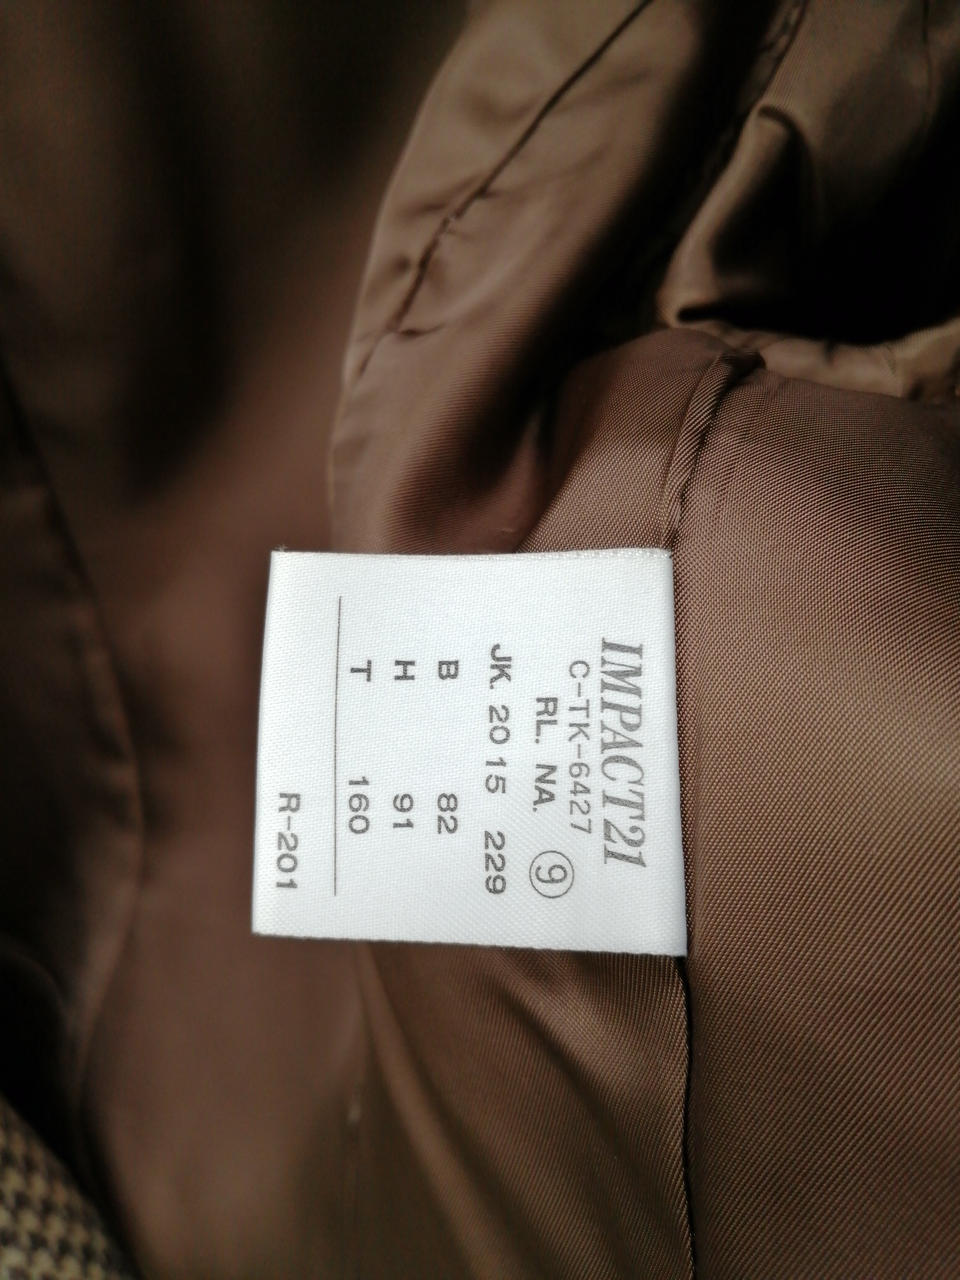 IMPACT21
C-TK-6427
RL. NA. ⑨
JK. 20 15 229
B 82
H 91
T 160
R-201